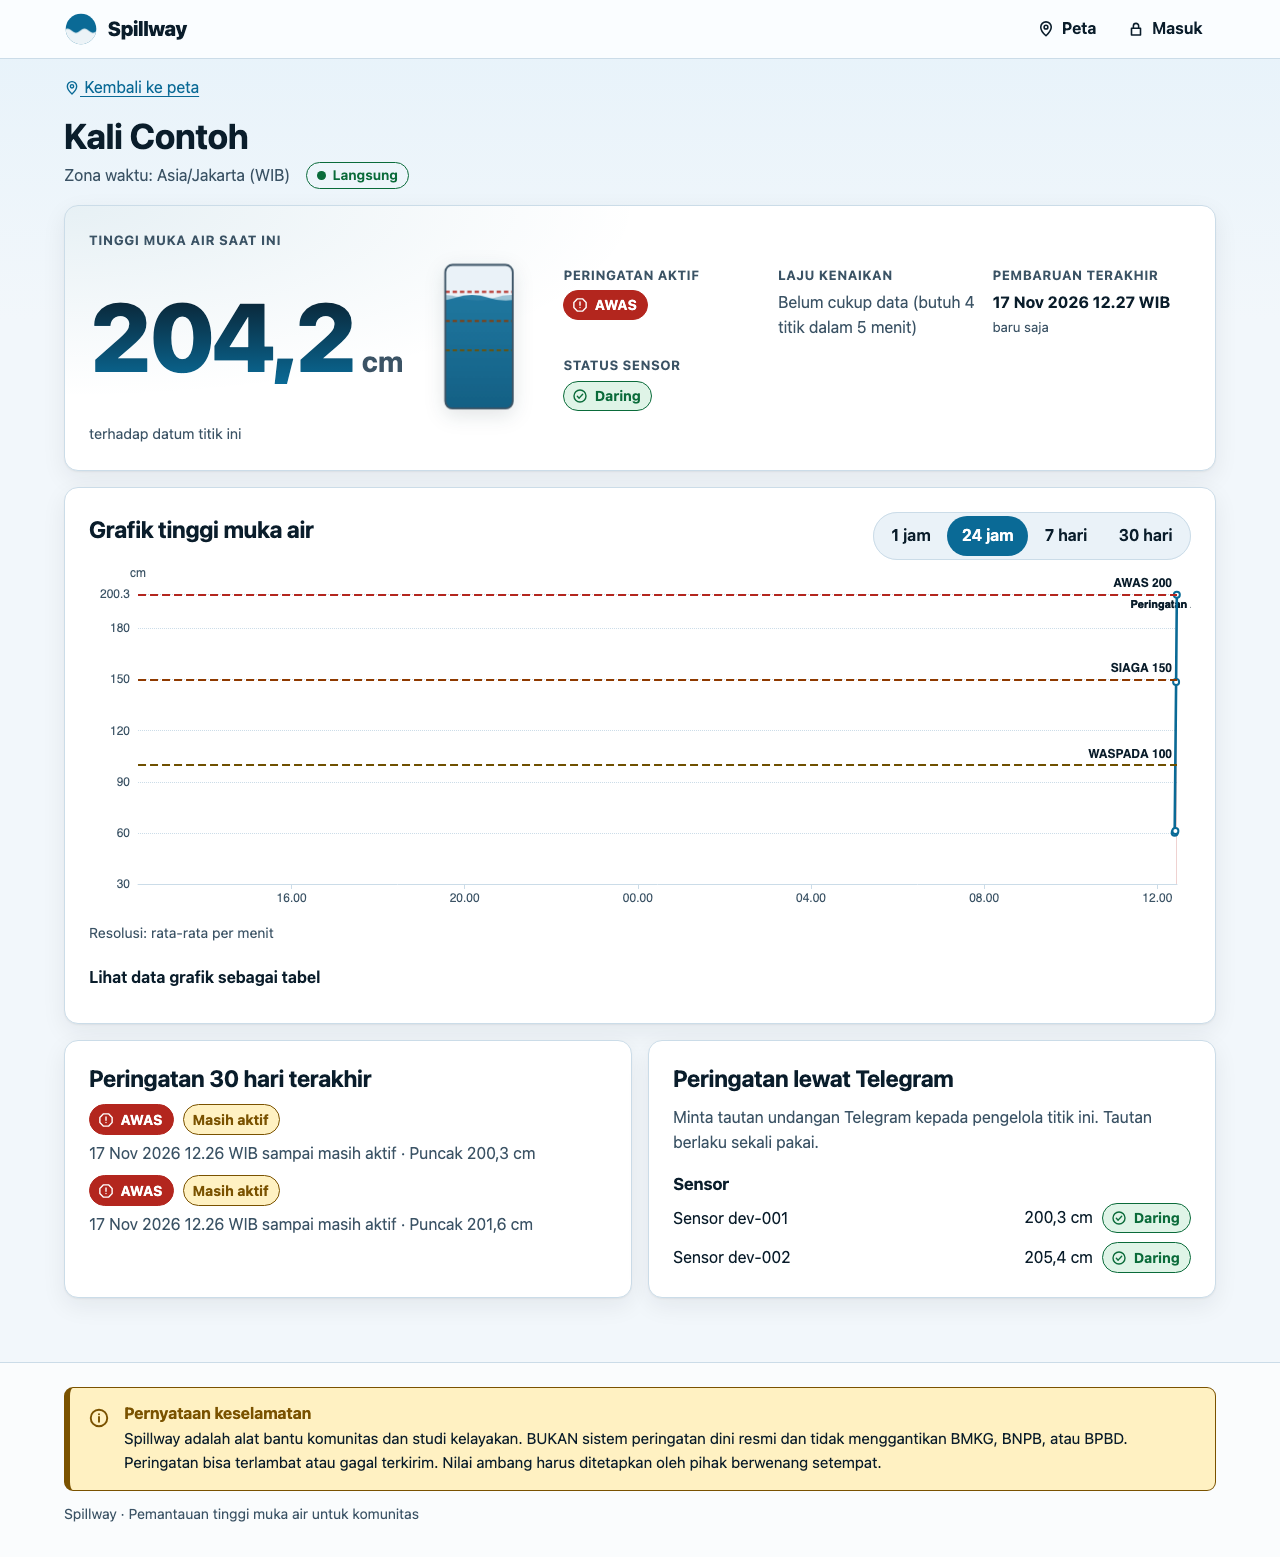 Spillway
Peta
Masuk
Kembali ke peta
Kali Contoh
Zona waktu: Asia/Jakarta (WIB)
Langsung
TINGGI MUKA AIR SAAT INI
204,2 cm
terhadap datum titik ini
PERINGATAN AKTIF
AWAS
LAJU KENAIKAN
Belum cukup data (butuh 4
titik dalam 5 menit)
PEMBARUAN TERAKHIR
17 Nov 2026 12.27 WIB
baru saja
STATUS SENSOR
Daring
Grafik tinggi muka air
1 jam
24 jam
7 hari
30 hari
cm
AWAS 200
200.3
Peringatan
180
SIAGA 150
150
120
WASPADA 100
90
60
30
16.00
20.00
00.00
04.00
08.00
12.00
Resolusi: rata-rata per menit
Lihat data grafik sebagai tabel
Peringatan 30 hari terakhir
AWAS
Masih aktif
17 Nov 2026 12.26 WIB sampai masih aktif · Puncak 200,3 cm
AWAS
Masih aktif
17 Nov 2026 12.26 WIB sampai masih aktif · Puncak 201,6 cm
Peringatan lewat Telegram
Minta tautan undangan Telegram kepada pengelola titik ini. Tautan
berlaku sekali pakai.
Sensor
Sensor dev-001
200,3 cm
Daring
Sensor dev-002
205,4 cm
Daring
Pernyataan keselamatan
Spillway adalah alat bantu komunitas dan studi kelayakan. BUKAN sistem peringatan dini resmi dan tidak menggantikan BMKG, BNPB, atau BPBD.
Peringatan bisa terlambat atau gagal terkirim. Nilai ambang harus ditetapkan oleh pihak berwenang setempat.
Spillway · Pemantauan tinggi muka air untuk komunitas